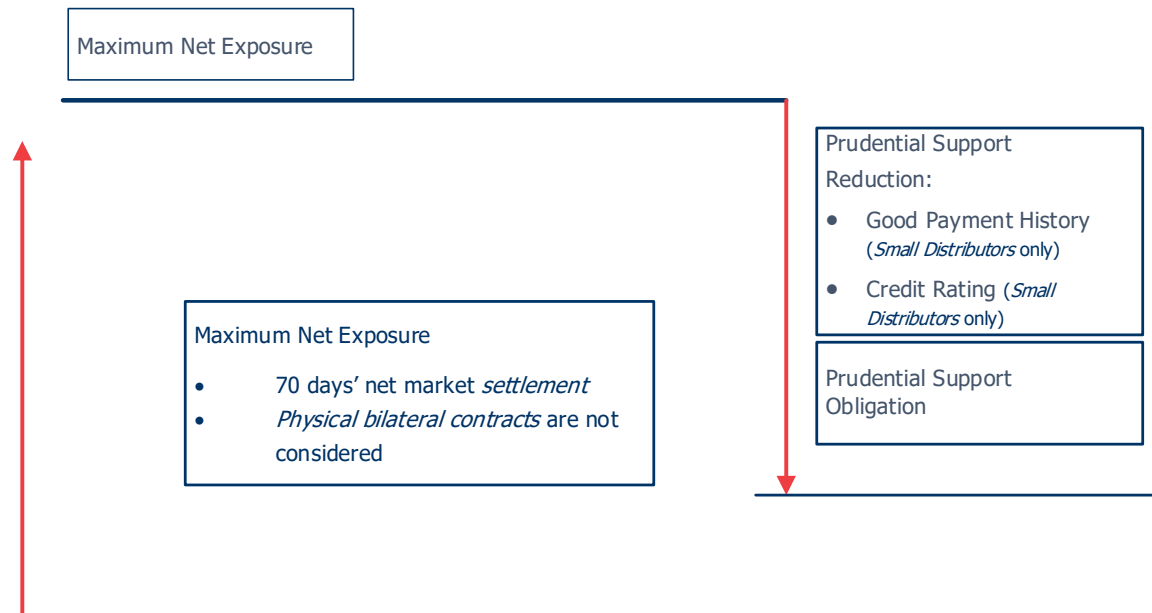 Maximum Net Exposure
Prudential Support
Reduction:
• Good Payment History
(Small Distributors only)
• Credit Rating (Small
Distributors only)
Maximum Net Exposure
• 70 days’ net market settlement
• Physical bilateral contracts are not
considered
Prudential Support
Obligation